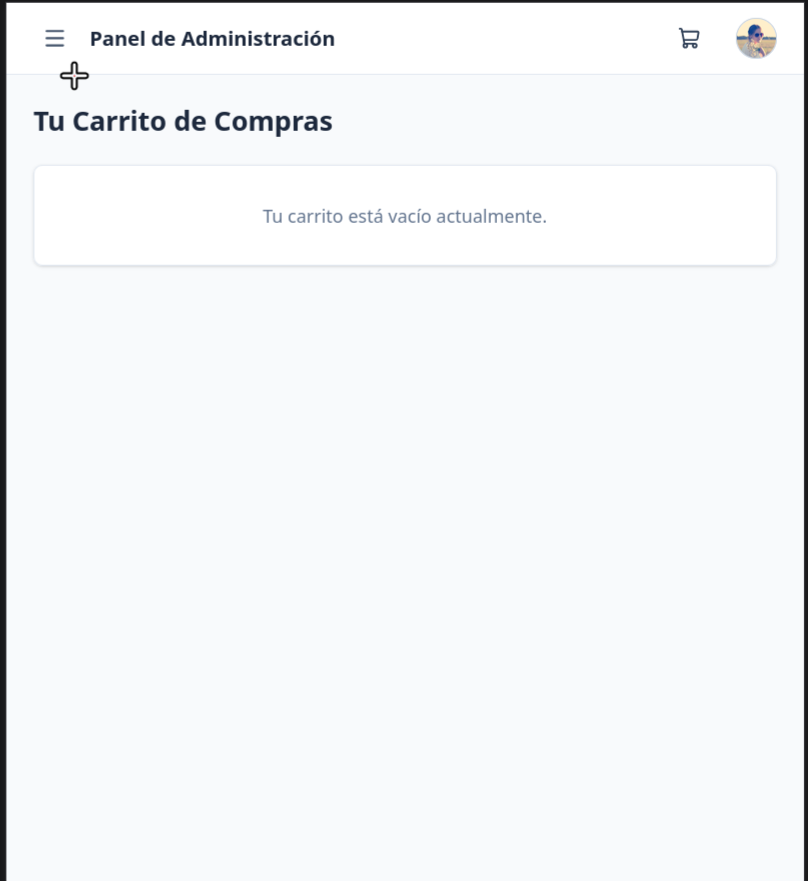 Panel de Administración
Tu Carrito de Compras
Tu carrito está vacío actualmente.